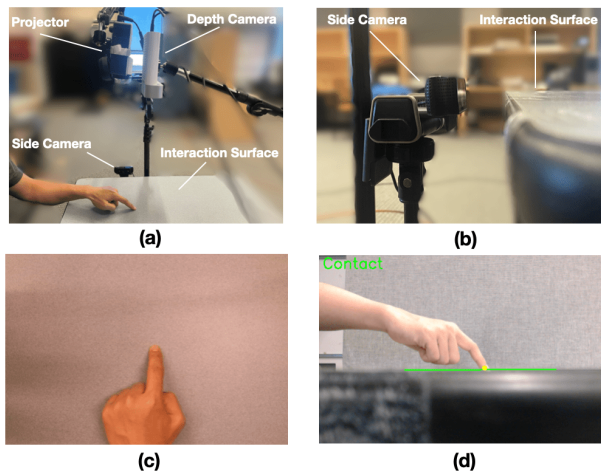 Projector
Depth Camera
Side Camera
Interaction Surface
(a)
Side Camera
Interaction Surface
(b)
(c)
Contact
(d)